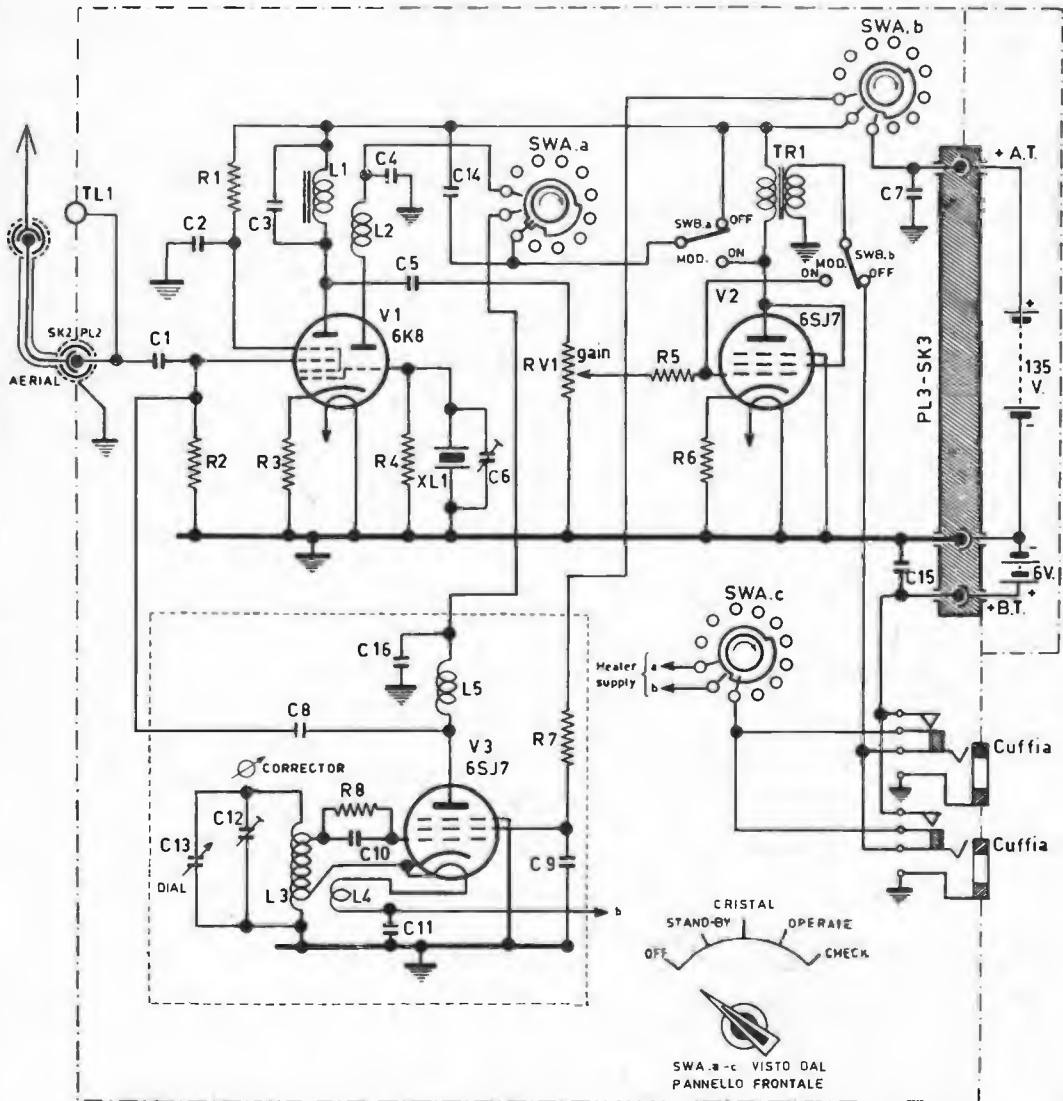 SWA.b
SWA.a
TR1
+ A.T.
TL1
R1
L1
C4
C14
C3
L2
C2
C7
SWB.a
OFF
MOD.
ON
SWB.b
MOD.
ON
OFF
C5
V1
6K8
V2
6SJ7
SK2
PL2
AERIAL
C1
RV1
gain
R5
PL3-SK3
+
135
V.
-
R2
R3
R4
XL1
C6
R6
C15
-
6V.
+
+B.T.
SWA.c
Heater
supply
a
b
C16
L5
C8
R7
V3
6SJ7
CORRECTOR
R8
C12
C13
DIAL
C10
L3
L4
C9
C11
b
Cuffia
Cuffia
CRISTAL
STAND-BY
OPERATE
OFF
CHECK
SWA.a-c VISTO DAL
PANNELLO FRONTALE